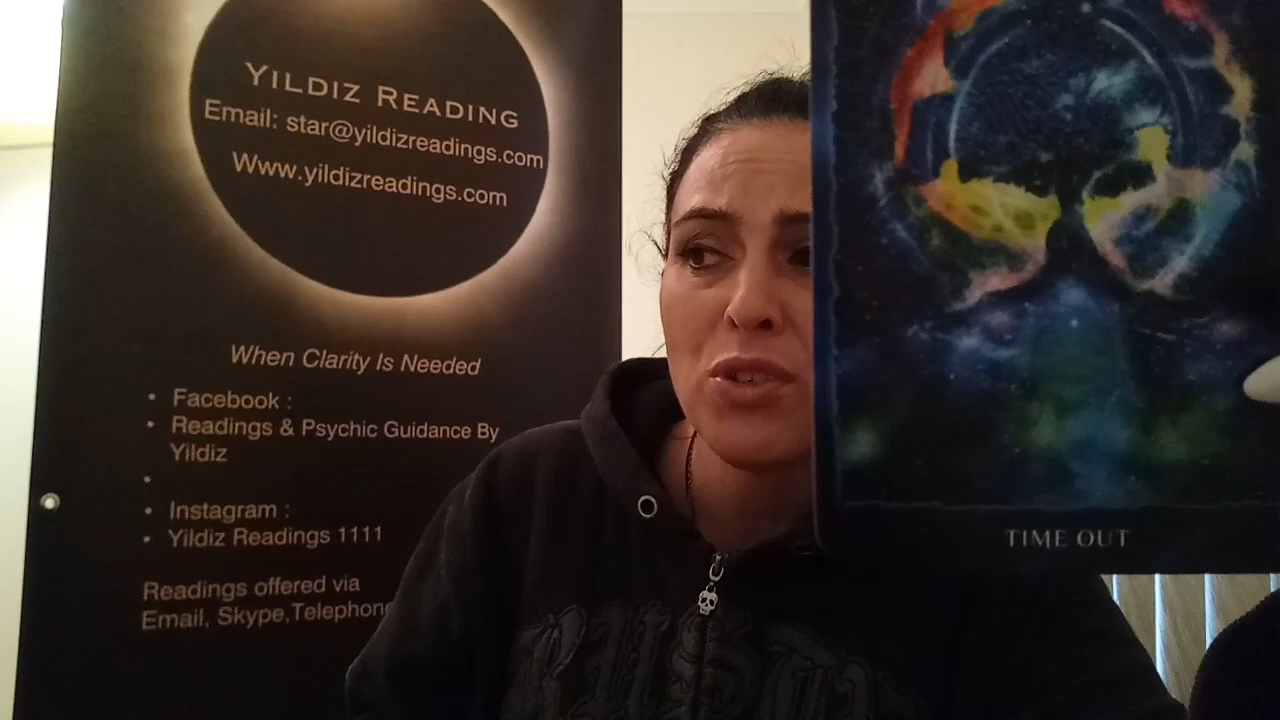 YILDIZ READING
Email: star@yildizreadings.com
Www.yildizreadings.com
When Clarity Is Needed
• Facebook :
• Readings & Psychic Guidance By
Yildiz
•
• Instagram :
• Yildiz Readings 1111
Readings offered via
Email, Skype,Telephone
TIME OUT